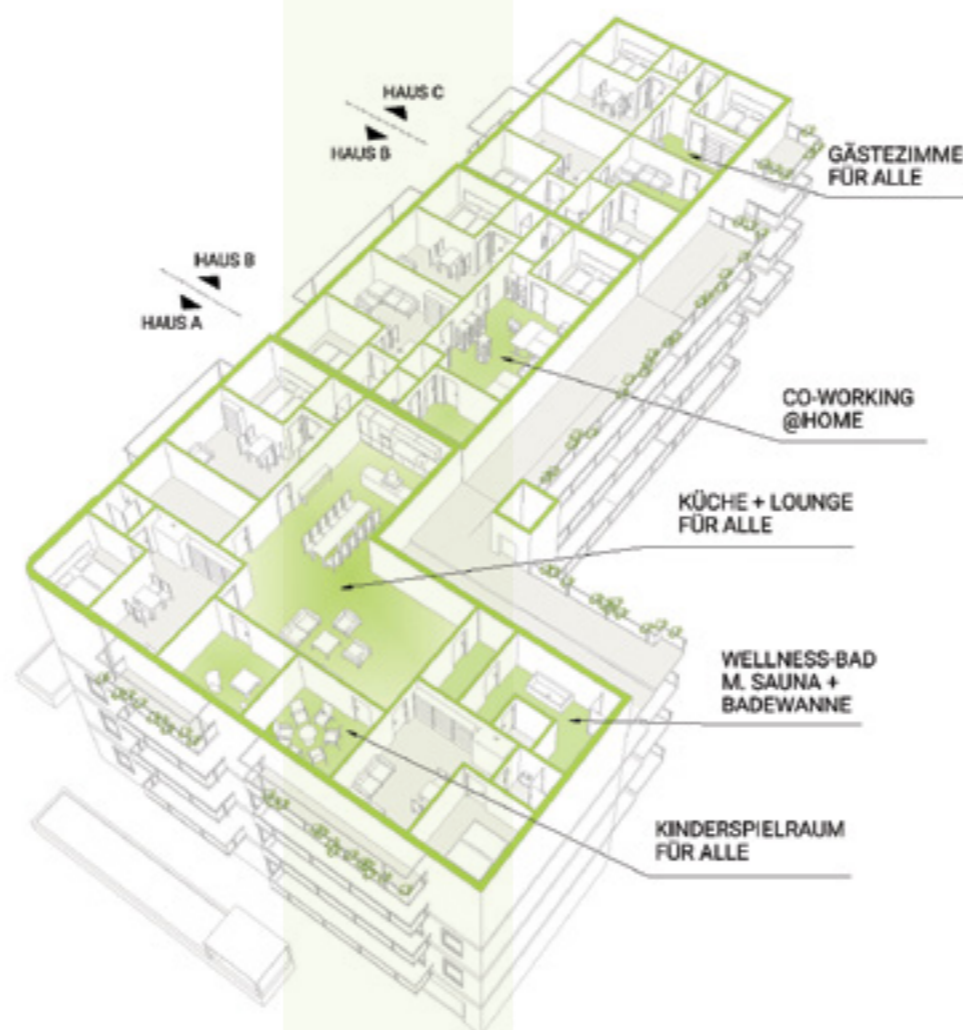 HAUS C
HAUS B
GÄSTEZIMME
FÜR ALLE
HAUS B
HAUS A
CO-WORKING
@HOME
KÜCHE + LOUNGE
FÜR ALLE
WELLNESS-BAD
M. SAUNA +
BADEWANNE
KINDERSPIELRAUM
FÜR ALLE